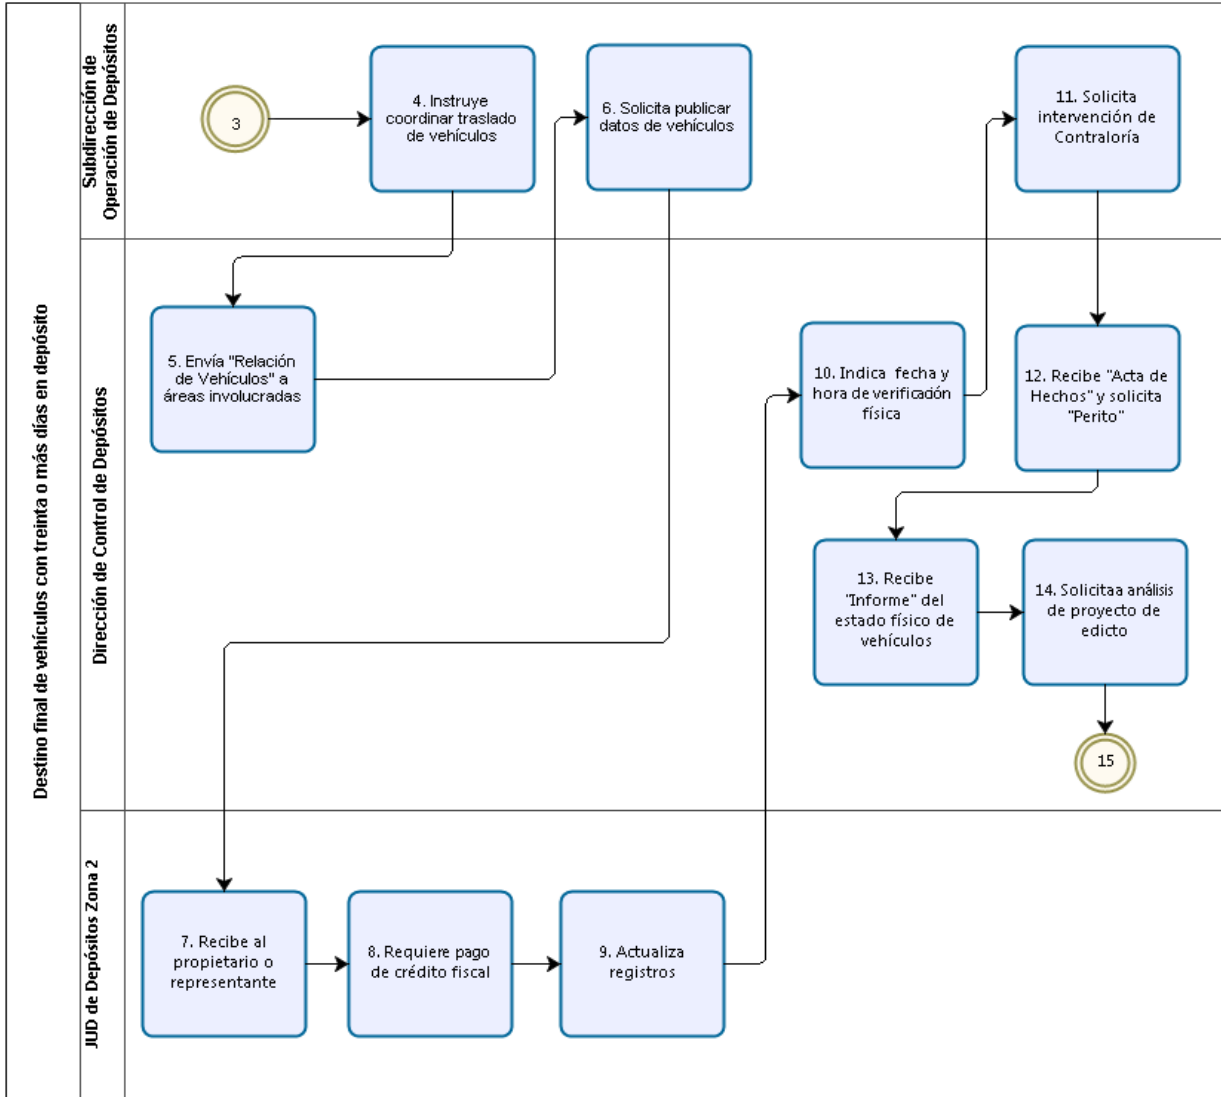 Destino final de vehículos con treinta o más días en depósito
Subdirección de
Operación de Depósitos
3
4. Instruye
coordinar traslado
de vehículos
6. Solicita publicar
datos de vehículos
11. Solicita
intervención de
Contraloría
Dirección de Control de Depósitos
5. Envía "Relación
de Vehículos" a
áreas involucradas
10. Indica fecha y
hora de verificación
física
12. Recibe "Acta de
Hechos" y solicita
"Perito"
13. Recibe
"Informe" del
estado físico de
vehículos
14. Solicitaa análisis
de proyecto de
edicto
15
JUD de Depósitos Zona 2
7. Recibe al
propietario o
representante
8. Requiere pago
de crédito fiscal
9. Actualiza
registros